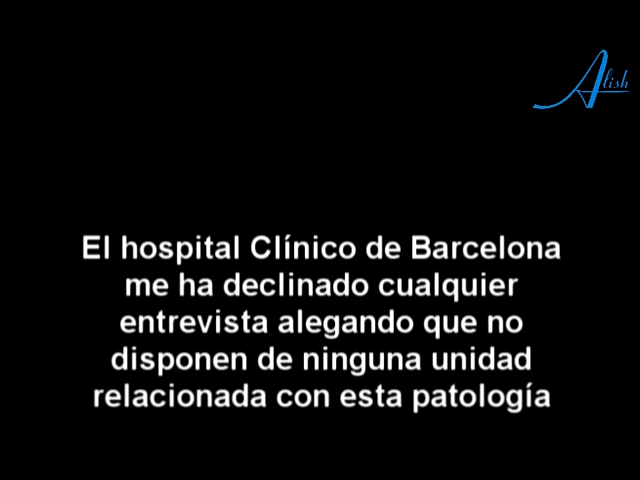 Alish
El hospital Clínico de Barcelona
me ha declinado cualquier
entrevista alegando que no
disponen de ninguna unidad
relacionada con esta patología